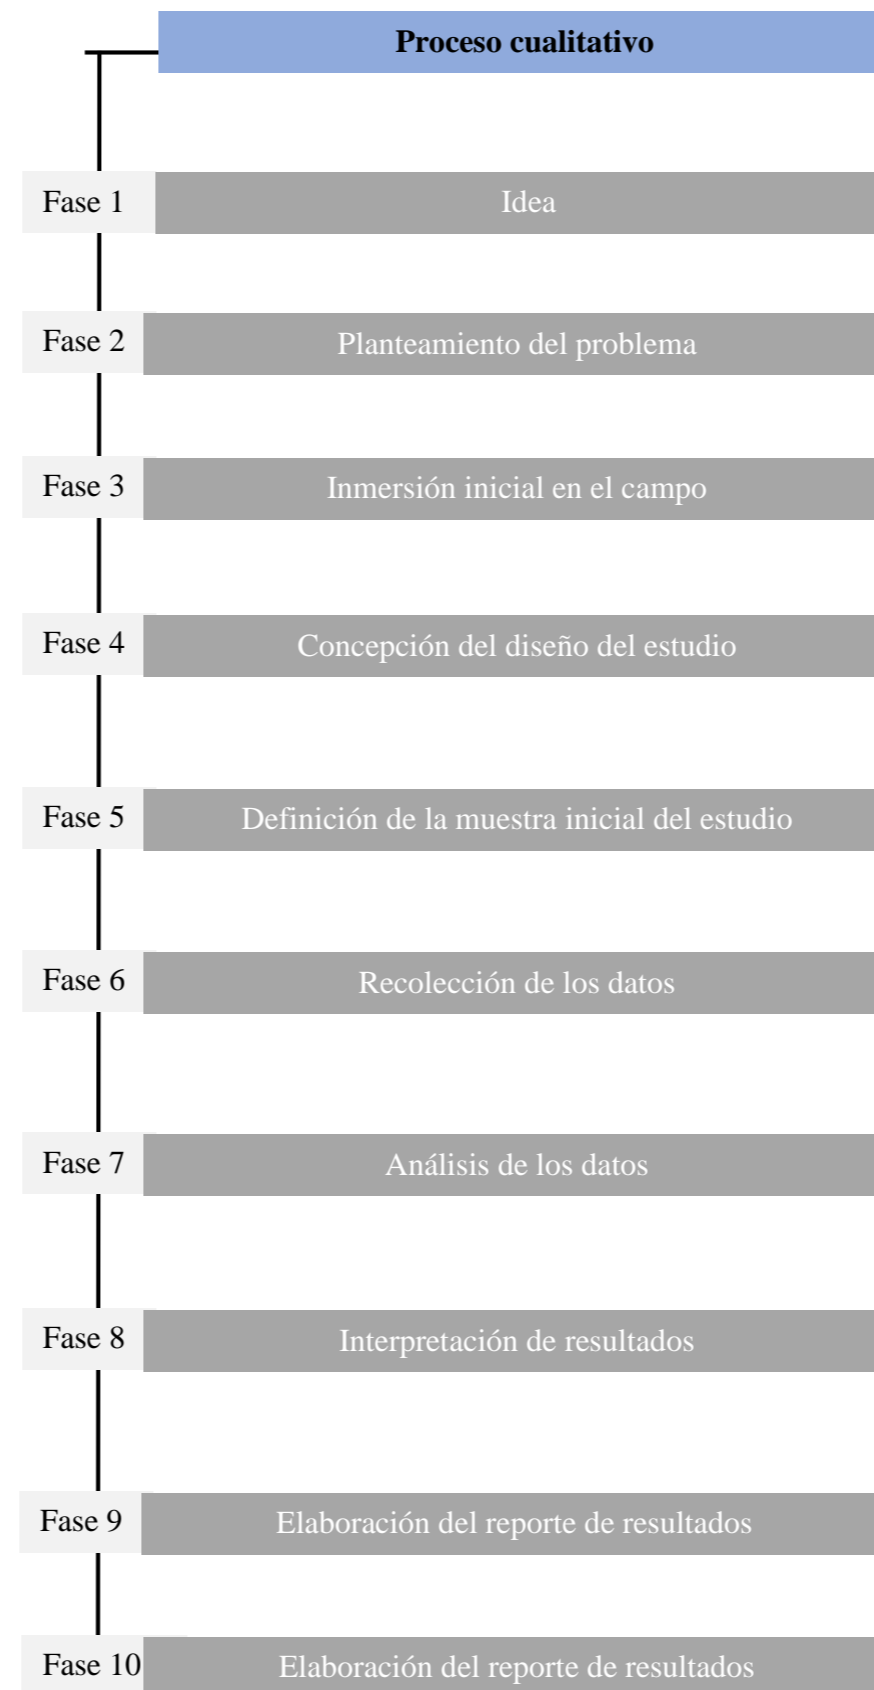 Proceso cualitativo
Fase 1 Idea
Fase 2 Planteamiento del problema
Fase 3 Inmersión inicial en el campo
Fase 4 Concepción del diseño del estudio
Fase 5 Definición de la muestra inicial del estudio
Fase 6 Recolección de los datos
Fase 7 Análisis de los datos
Fase 8 Interpretación de resultados
Fase 9 Elaboración del reporte de resultados
Fase 10 Elaboración del reporte de resultados